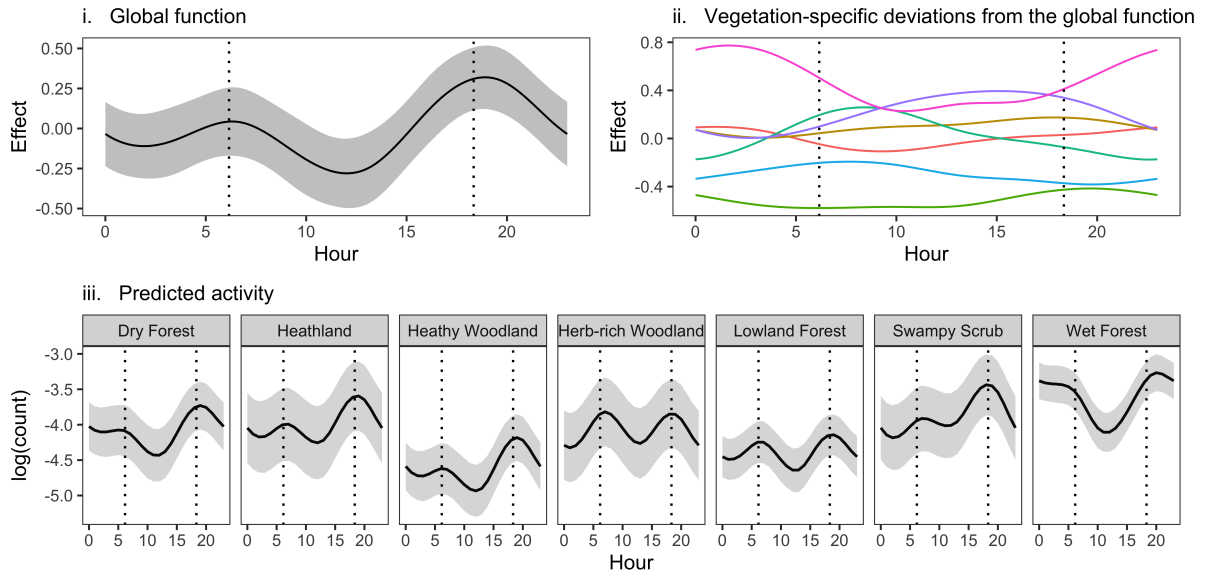 i. Global function
0.50
0.25
0.00
-0.25
-0.50
Effect
0 5 10 15 20
Hour
ii. Vegetation-specific deviations from the global function
0.8
0.4
0.0
-0.4
Effect
0 5 10 15 20
Hour
iii. Predicted activity
Dry Forest Heathland Heathy Woodland Herb-rich Woodland Lowland Forest Swampy Scrub Wet Forest
-3.0
-3.5
-4.0
-4.5
-5.0
log(count)
0 5 10 15 20 0 5 10 15 20 0 5 10 15 20 0 5 10 15 20 0 5 10 15 20 0 5 10 15 20 0 5 10 15 20
Hour